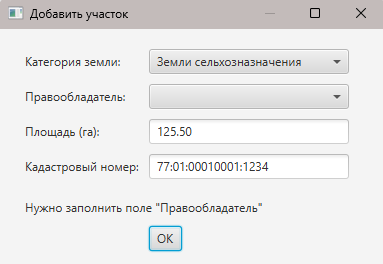 Добавить участок
Категория земли: Земли сельхозназначения
Правообладатель:
Площадь (га): 125.50
Кадастровый номер: 77:01:00010001:1234
Нужно заполнить поле "Правообладатель"
ОК